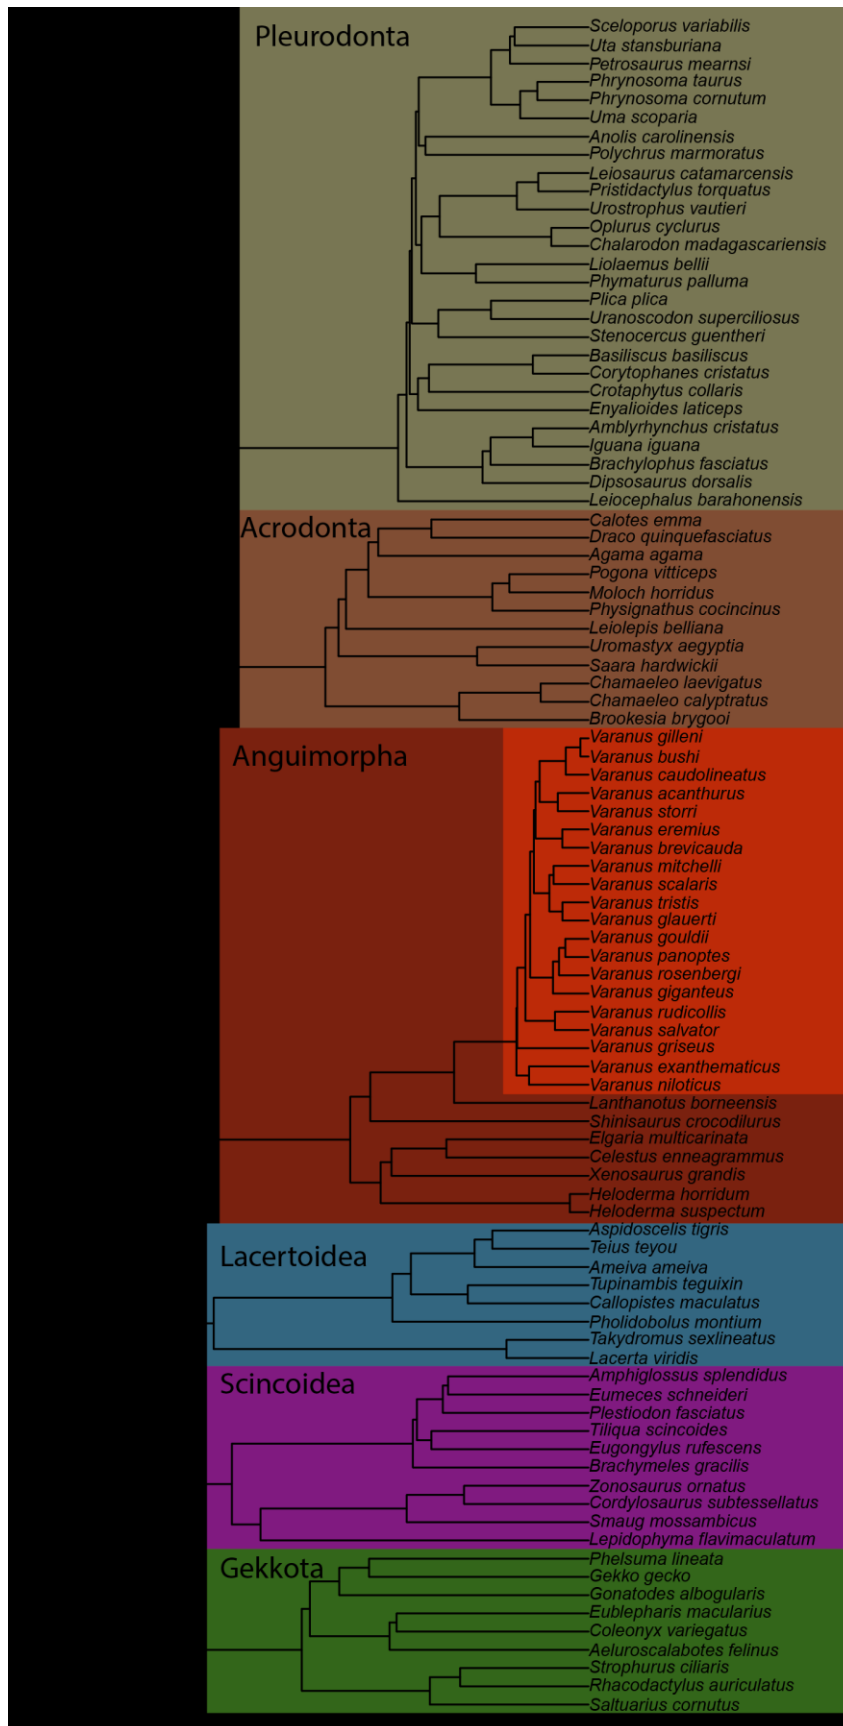 Pleurodonta
Sceloporus variabilis
Uta stansburiana
Petrosaurus mearnsi
Phrynosoma taurus
Phrynosoma cornutum
Uma scoparia
Anolis carolinensis
Polychrus marmoratus
Leiosaurus catamarcensis
Pristidactylus torquatus
Urostrophus vautieri
Oplurus cyclurus
Chalarodon madagascariensis
Liolaemus bellii
Phymaturus palluma
Plica plica
Uranoscodon superciliosus
Stenocercus guentheri
Basiliscus basiliscus
Corytophanes cristatus
Crotaphytus collaris
Enyalioides laticeps
Amblyrhynchus cristatus
Iguana iguana
Brachylophus fasciatus
Dipsosaurus dorsalis
Leiocephalus barahonensis
Acrodonta
Calotes emma
Draco quinquefasciatus
Agama agama
Pogona vitticeps
Moloch horridus
Physignathus cocincinus
Leiolepis belliana
Uromastyx aegyptia
Saara hardwickii
Chamaeleo laevigatus
Chamaeleo calyptratus
Brookesia brygooi
Anguimorpha
Varanus gilleni
Varanus bushi
Varanus caudolineatus
Varanus acanthurus
Varanus storri
Varanus eremius
Varanus brevicauda
Varanus mitchelli
Varanus scalaris
Varanus tristis
Varanus glauerti
Varanus gouldii
Varanus panoptes
Varanus rosenbergi
Varanus giganteus
Varanus rudicollis
Varanus salvator
Varanus griseus
Varanus exanthematicus
Varanus niloticus
Lanthanotus borneensis
Shinisaurus crocodilurus
Elgaria multicarinata
Celestus enneagrammus
Xenosaurus grandis
Heloderma horridum
Heloderma suspectum
Lacertoidea
Aspidoscelis tigris
Teius teyou
Ameiva ameiva
Tupinambis teguixin
Callopistes maculatus
Pholidobolus montium
Takydromus sexlineatus
Lacerta viridis
Scincoidea
Amphiglossus splendidus
Eumeces schneideri
Plestiodon fasciatus
Tiliqua scincoides
Eugongylus rufescens
Brachymeles gracilis
Zonosaurus ornatus
Cordylosaurus subtessellatus
Smaug mossambicus
Lepidophyma flavimaculatum
Gekkota
Phelsuma lineata
Gekko gecko
Gonatodes albogularis
Eublepharis macularius
Coleonyx variegatus
Aeluroscalabotes felinus
Strophurus ciliaris
Rhacodactylus auriculatus
Saltuarius cornutus